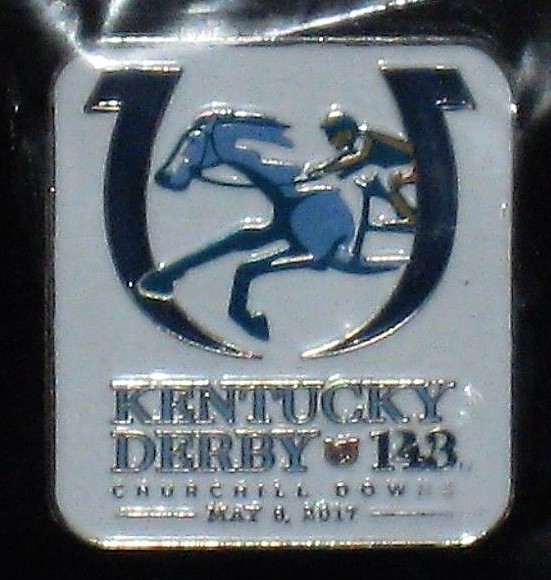 KENTUCKY
DERBY 143
CHURCHILL DOWNS
MAY 6, 2017